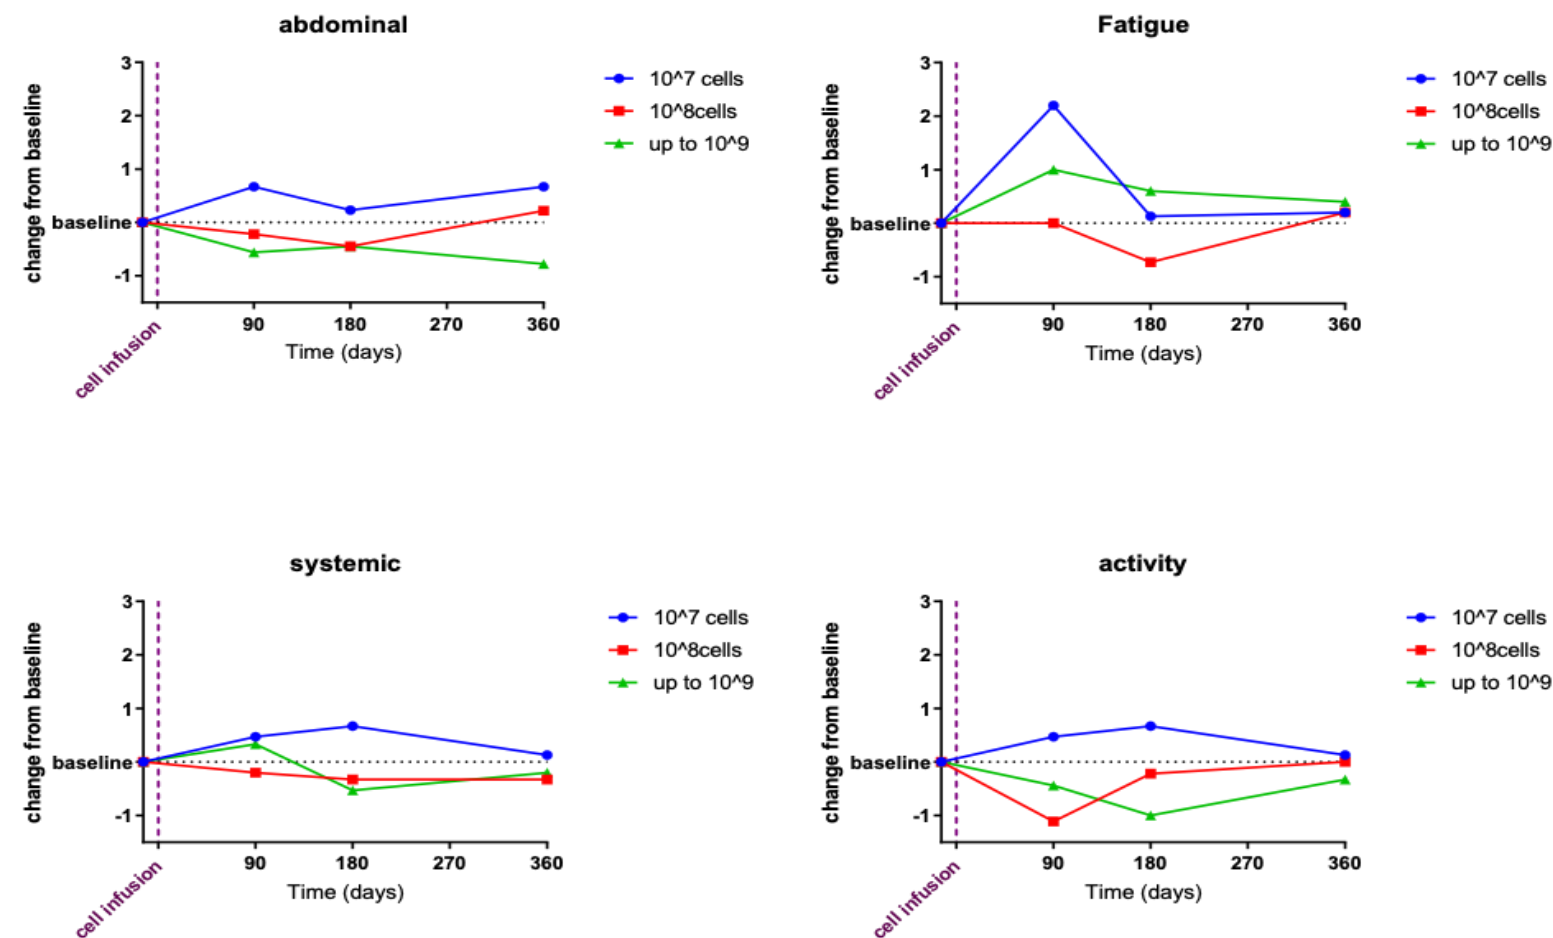 abdominal
change from baseline
3
2
1
baseline
-1
90
180
270
360
cell infusion
Time (days)
10^7 cells
10^8cells
up to 10^9
Fatigue
change from baseline
3
2
1
baseline
-1
90
180
270
360
cell infusion
Time (days)
10^7 cells
10^8cells
up to 10^9
systemic
change from baseline
3
2
1
baseline
-1
90
180
270
360
cell infusion
Time (days)
10^7 cells
10^8cells
up to 10^9
activity
change from baseline
3
2
1
baseline
-1
90
180
270
360
cell infusion
Time (days)
10^7 cells
10^8cells
up to 10^9